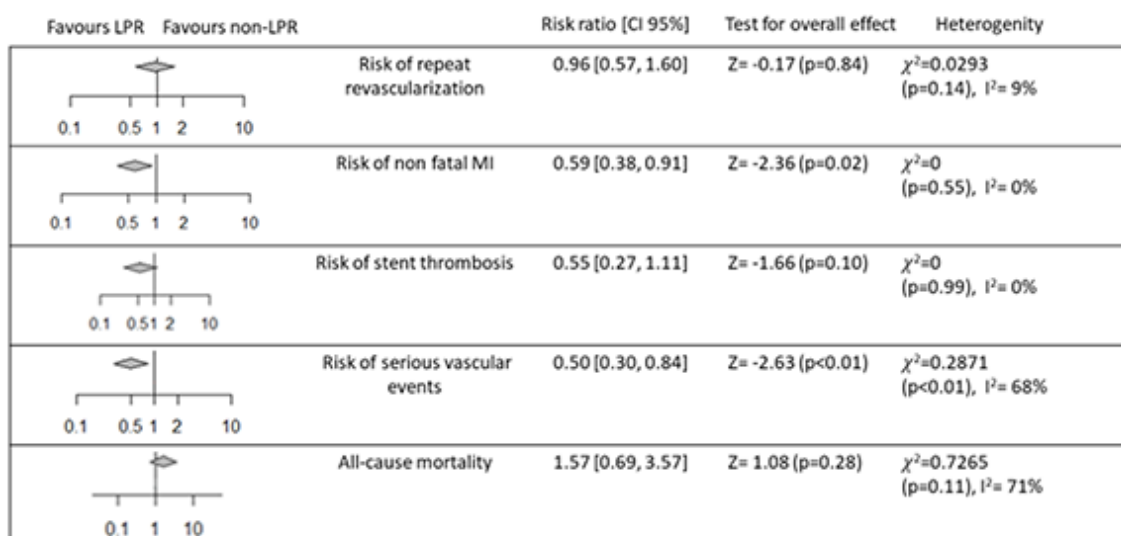 Favours LPR Favours non-LPR Risk ratio [CI 95%] Test for overall effect Heterogenity
Risk of repeat 0.96 [0.57, 1.60] Z= -0.17 (p=0.84) χ²=0.0293
revascularization (p=0.14), I²= 9%
0.1 0.5 1 2 10
Risk of non fatal MI 0.59 [0.38, 0.91] Z= -2.36 (p=0.02) χ²=0
(p=0.55), I²= 0%
0.1 0.5 1 2 10
Risk of stent thrombosis 0.55 [0.27, 1.11] Z= -1.66 (p=0.10) χ²=0
(p=0.99), I²= 0%
0.1 0.51 2 10
Risk of serious vascular 0.50 [0.30, 0.84] Z= -2.63 (p<0.01) χ²=0.2871
events (p<0.01), I²= 68%
0.1 0.5 1 2 10
All-cause mortality 1.57 [0.69, 3.57] Z= 1.08 (p=0.28) χ²=0.7265
(p=0.11), I²= 71%
0.1 1 10